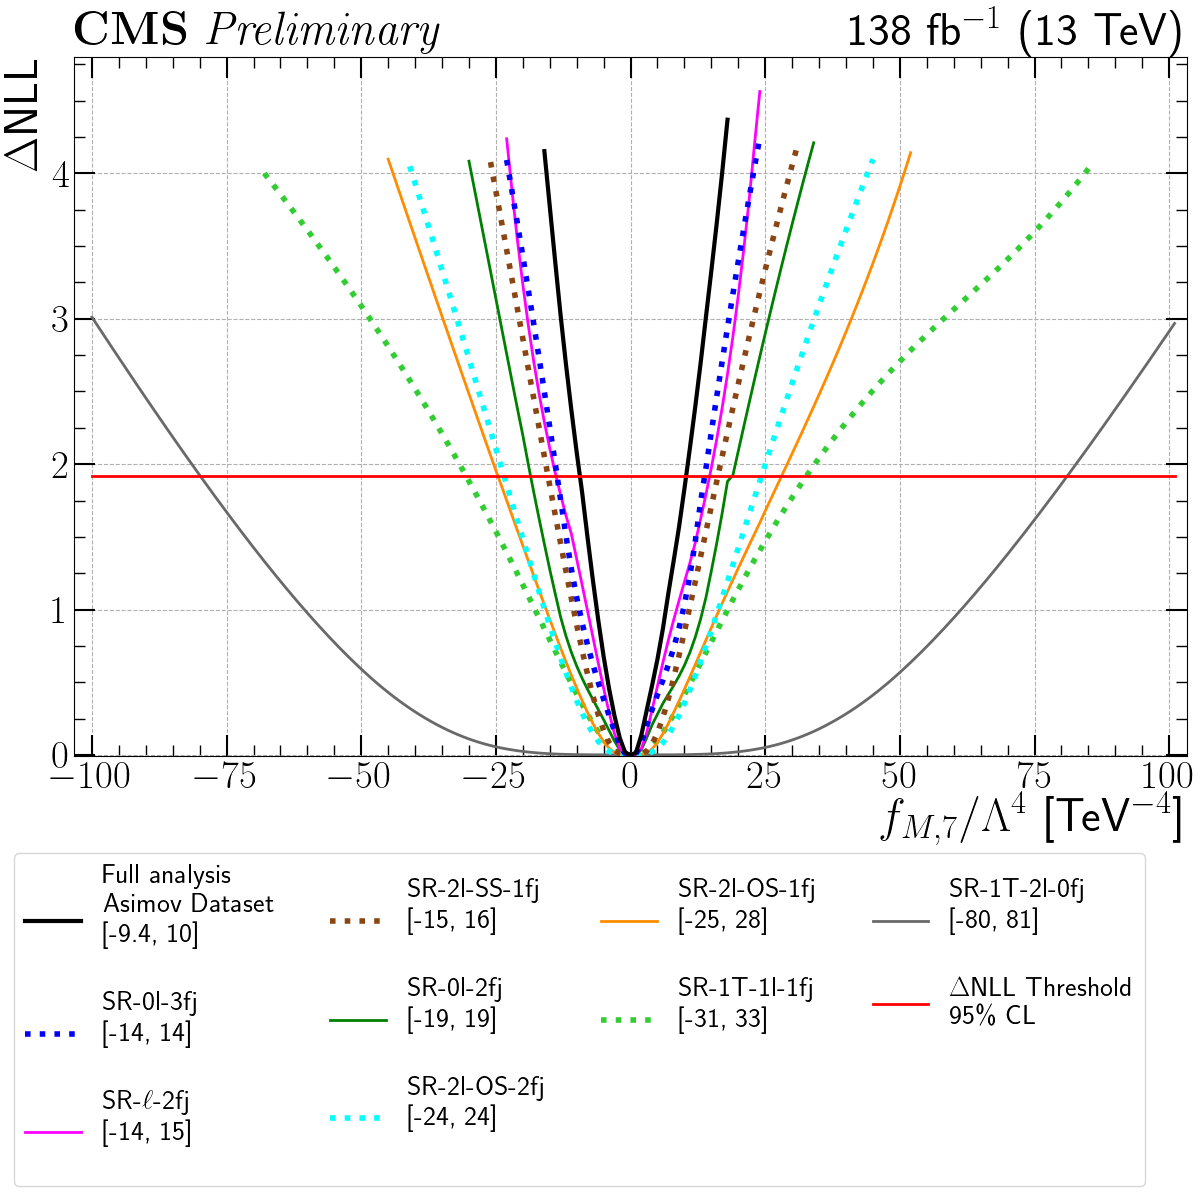 CMS Preliminary 138 fb⁻¹ (13 TeV)
ΔNLL
4
3
2
1
0
−100 −75 −50 −25 0 25 50 75 100
f_{M,7}/Λ⁴ [TeV⁻⁴]
Full analysis
Asimov Dataset
[-9.4, 10]
SR-0l-3fj
[-14, 14]
SR-ℓ-2fj
[-14, 15]
SR-2l-SS-1fj
[-15, 16]
SR-0l-2fj
[-19, 19]
SR-2l-OS-2fj
[-24, 24]
SR-2l-OS-1fj
[-25, 28]
SR-1T-1l-1fj
[-31, 33]
SR-1T-2l-0fj
[-80, 81]
ΔNLL Threshold
95% CL